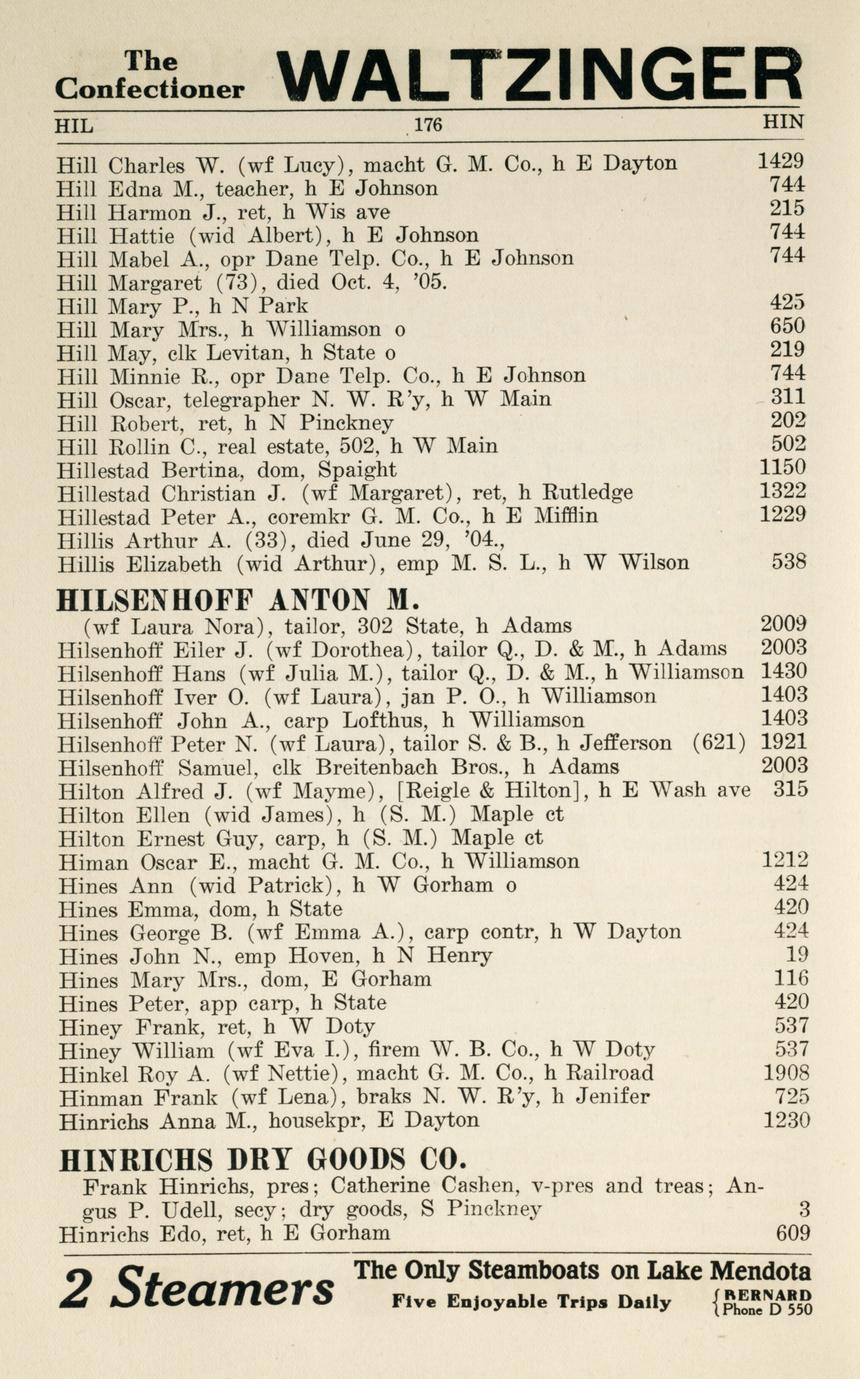 The
Confectioner WALTZINGER
HIL 176 HIN
Hill Charles W. (wf Lucy), macht G. M. Co., h E Dayton 1429
Hill Edna M., teacher, h E Johnson 744
Hill Harmon J., ret, h Wis ave 215
Hill Hattie (wid Albert), h E Johnson 744
Hill Mabel A., opr Dane Telp. Co., h E Johnson 744
Hill Margaret (73), died Oct. 4, '05.
Hill Mary P., h N Park 425
Hill Mary Mrs., h Williamson o 650
Hill May, clk Levitan, h State o 219
Hill Minnie R., opr Dane Telp. Co., h E Johnson 744
Hill Oscar, telegrapher N. W. R'y, h W Main 311
Hill Robert, ret, h N Pinckney 202
Hill Rollin C., real estate, 502, h W Main 502
Hillestad Bertina, dom, Spaight 1150
Hillestad Christian J. (wf Margaret), ret, h Rutledge 1322
Hillestad Peter A., coremkr G. M. Co., h E Mifflin 1229
Hillis Arthur A. (33), died June 29, '04.,
Hillis Elizabeth (wid Arthur), emp M. S. L., h W Wilson 538
HILSENHOFF ANTON M.
(wf Laura Nora), tailor, 302 State, h Adams 2009
Hilsenhoff Eiler J. (wf Dorothea), tailor Q., D. & M., h Adams 2003
Hilsenhoff Hans (wf Julia M.), tailor Q., D. & M., h Williamson 1430
Hilsenhoff Iver O. (wf Laura), jan P. O., h Williamson 1403
Hilsenhoff John A., carp Lofthus, h Williamson 1403
Hilsenhoff Peter N. (wf Laura), tailor S. & B., h Jefferson (621) 1921
Hilsenhoff Samuel, clk Breitenbach Bros., h Adams 2003
Hilton Alfred J. (wf Mayme), [Reigle & Hilton], h E Wash ave 315
Hilton Ellen (wid James), h (S. M.) Maple ct
Hilton Ernest Guy, carp, h (S. M.) Maple ct
Himan Oscar E., macht G. M. Co., h Williamson 1212
Hines Ann (wid Patrick), h W Gorham o 424
Hines Emma, dom, h State 420
Hines George B. (wf Emma A.), carp contr, h W Dayton 424
Hines John N., emp Hoven, h N Henry 19
Hines Mary Mrs., dom, E Gorham 116
Hines Peter, app carp, h State 420
Hiney Frank, ret, h W Doty 537
Hiney William (wf Eva I.), firem W. B. Co., h W Doty 537
Hinkel Roy A. (wf Nettie), macht G. M. Co., h Railroad 1908
Hinman Frank (wf Lena), braks N. W. R'y, h Jenifer 725
Hinrichs Anna M., housekpr, E Dayton 1230
HINRICHS DRY GOODS CO.
Frank Hinrichs, pres; Catherine Cashen, v-pres and treas; An-
gus P. Udell, secy; dry goods, S Pinckney 3
Hinrichs Edo, ret, h E Gorham 609
2 Steamers The Only Steamboats on Lake Mendota
Five Enjoyable Trips Daily { BERNARD
Phone D 550